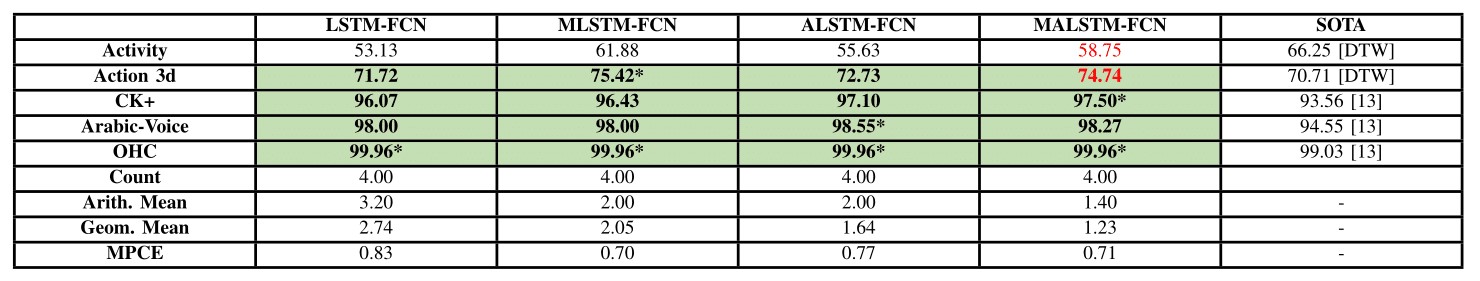 LSTM-FCN MLSTM-FCN ALSTM-FCN MALSTM-FCN SOTA
Activity 53.13 61.88 55.63 58.75 66.25 [DTW]
Action 3d 71.72 75.42* 72.73 74.74 70.71 [DTW]
CK+ 96.07 96.43 97.10 97.50* 93.56 [13]
Arabic-Voice 98.00 98.00 98.55* 98.27 94.55 [13]
OHC 99.96* 99.96* 99.96* 99.96* 99.03 [13]
Count 4.00 4.00 4.00 4.00
Arith. Mean 3.20 2.00 2.00 1.40 -
Geom. Mean 2.74 2.05 1.64 1.23 -
MPCE 0.83 0.70 0.77 0.71 -